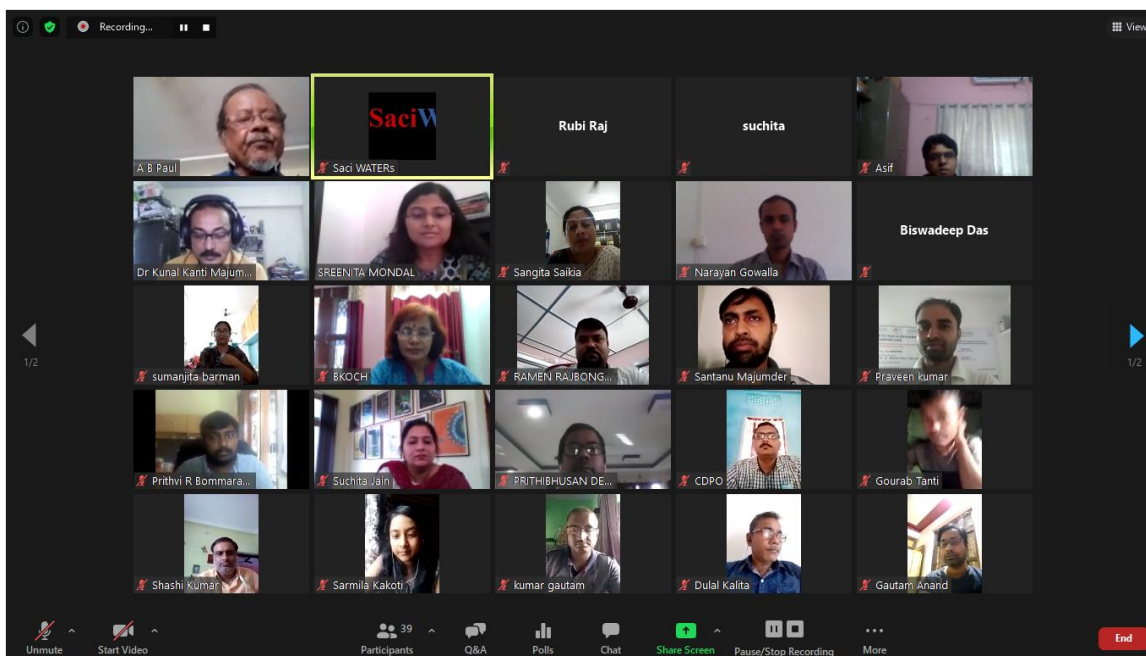 Recording...
View
A B Paul
SaciW
Saci WATERs
Rubi Raj
suchita
Asif
Dr Kunal Kanti Majum...
SREENITA MONDAL
Sangita Saikia
Narayan Gowalla
Biswadeep Das
1/2
sumanjita barman
BKOCH
RAMEN RAJBONG...
Santanu Majumder
Praveen kumar
1/2
Prithvi R Bommara...
Suchita Jain
PRITHIBHUSAN DE...
CDPO
Gourab Tanti
Shashi Kumar
Sarmila Kakoti
kumar gautam
Dulal Kalita
Gautam Anand
Unmute
Start Video
39
Participants
Q&A
Polls
Chat
Share Screen
Pause/Stop Recording
More
End